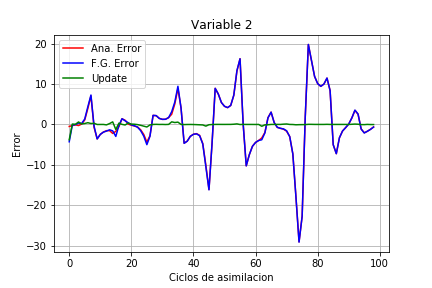 Variable 2
Ana. Error
F.G. Error
Update
Error
20
10
0
−10
−20
−30
0 20 40 60 80 100
Ciclos de asimilacion